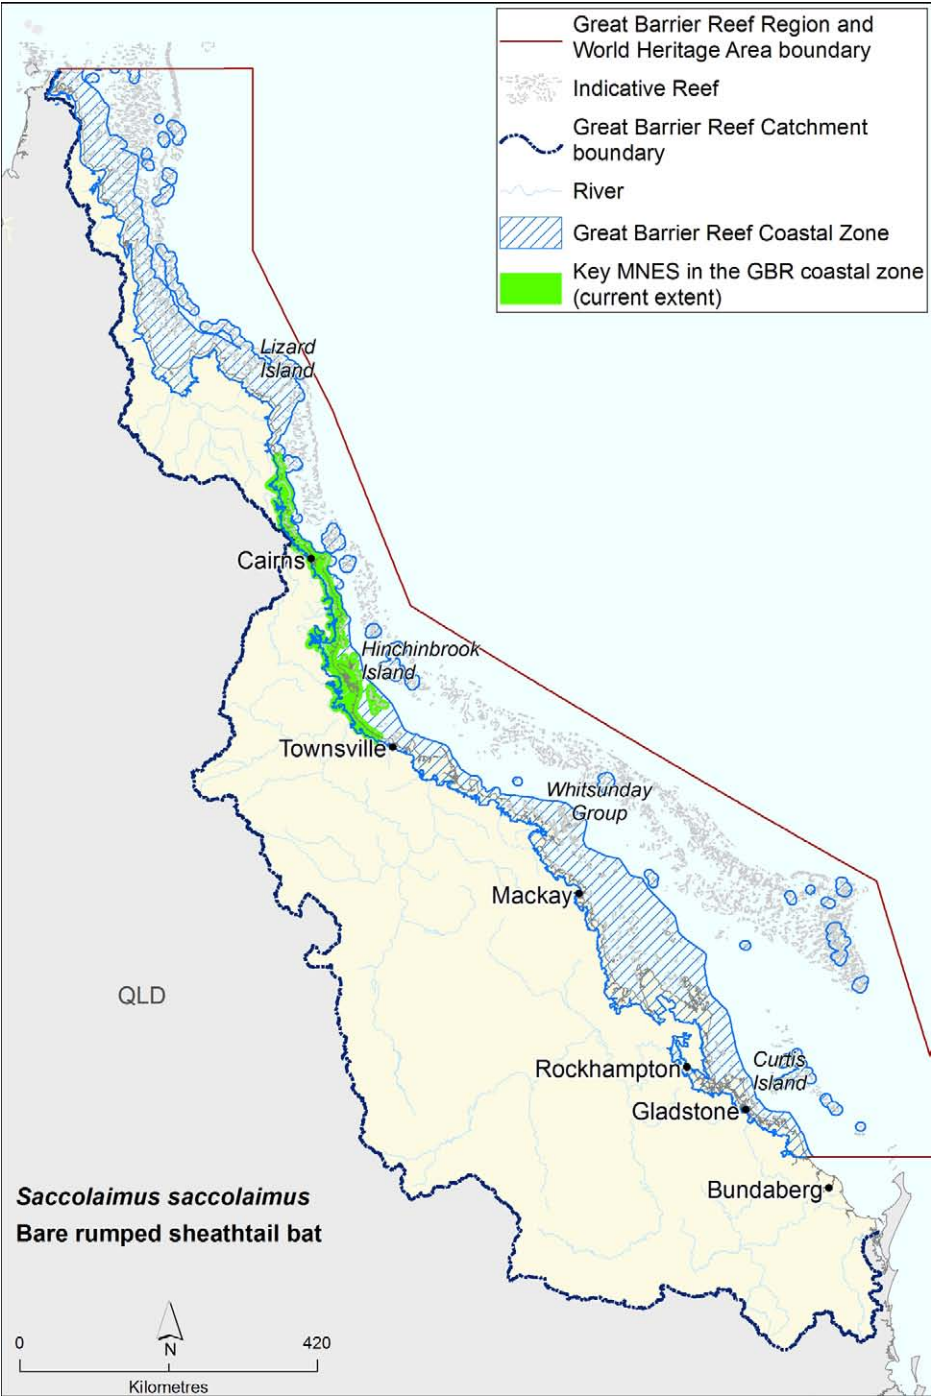 Great Barrier Reef Region and
World Heritage Area boundary
Indicative Reef
Great Barrier Reef Catchment
boundary
River
Great Barrier Reef Coastal Zone
Key MNES in the GBR coastal zone
(current extent)
Lizard
Island
Cairns
Hinchinbrook
Island
Townsville
Whitsunday
Group
Mackay
QLD
Curtis
Island
Rockhampton
Gladstone
Bundaberg
Saccolaimus saccolaimus
Bare rumped sheathtail bat
0 420
N
Kilometres